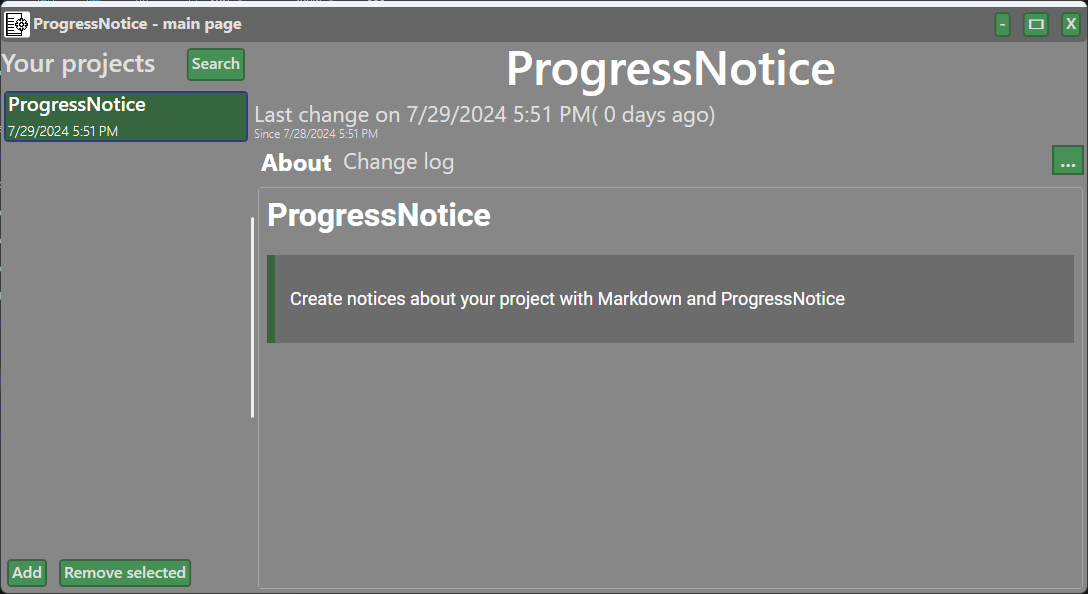 ProgressNotice - main page
- X
Your projects
Search
ProgressNotice
7/29/2024 5:51 PM
Add
Remove selected
ProgressNotice
Last change on 7/29/2024 5:51 PM( 0 days ago)
Since 7/28/2024 5:51 PM
About Change log
...
ProgressNotice
Create notices about your project with Markdown and ProgressNotice